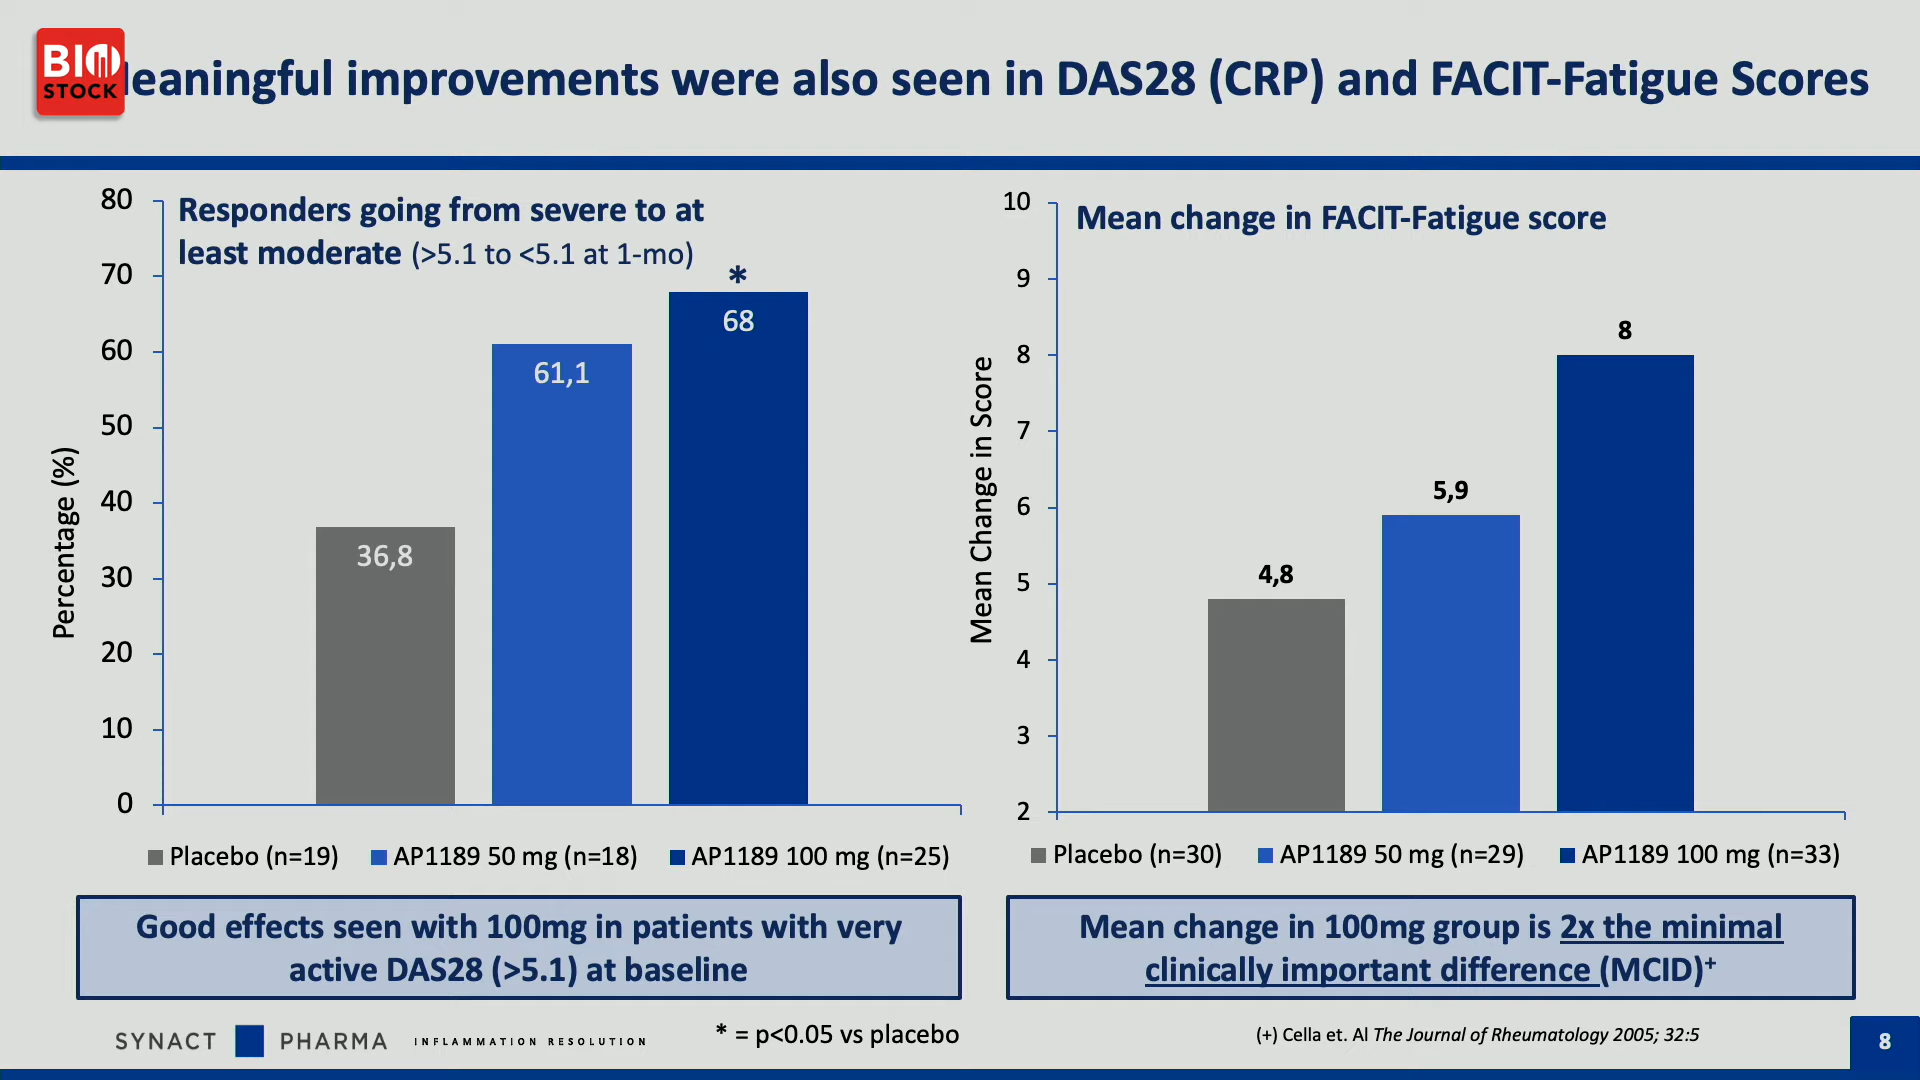 BIO
STOCK
eaningful improvements were also seen in DAS28 (CRP) and FACIT-Fatigue Scores
Responders going from severe to at
least moderate (>5.1 to <5.1 at 1-mo)
Percentage (%)
80
70
60
50
40
30
20
10
0
36,8
61,1
*
68
Placebo (n=19) AP1189 50 mg (n=18) AP1189 100 mg (n=25)
Good effects seen with 100mg in patients with very
active DAS28 (>5.1) at baseline
Mean change in FACIT-Fatigue score
Mean Change in Score
10
9
8
7
6
5
4
3
2
4,8
5,9
8
Placebo (n=30) AP1189 50 mg (n=29) AP1189 100 mg (n=33)
Mean change in 100mg group is 2x the minimal
clinically important difference (MCID)+
SYNACT PHARMA INFLAMMATION RESOLUTION
* = p<0.05 vs placebo
(+) Cella et. Al The Journal of Rheumatology 2005; 32:5
8